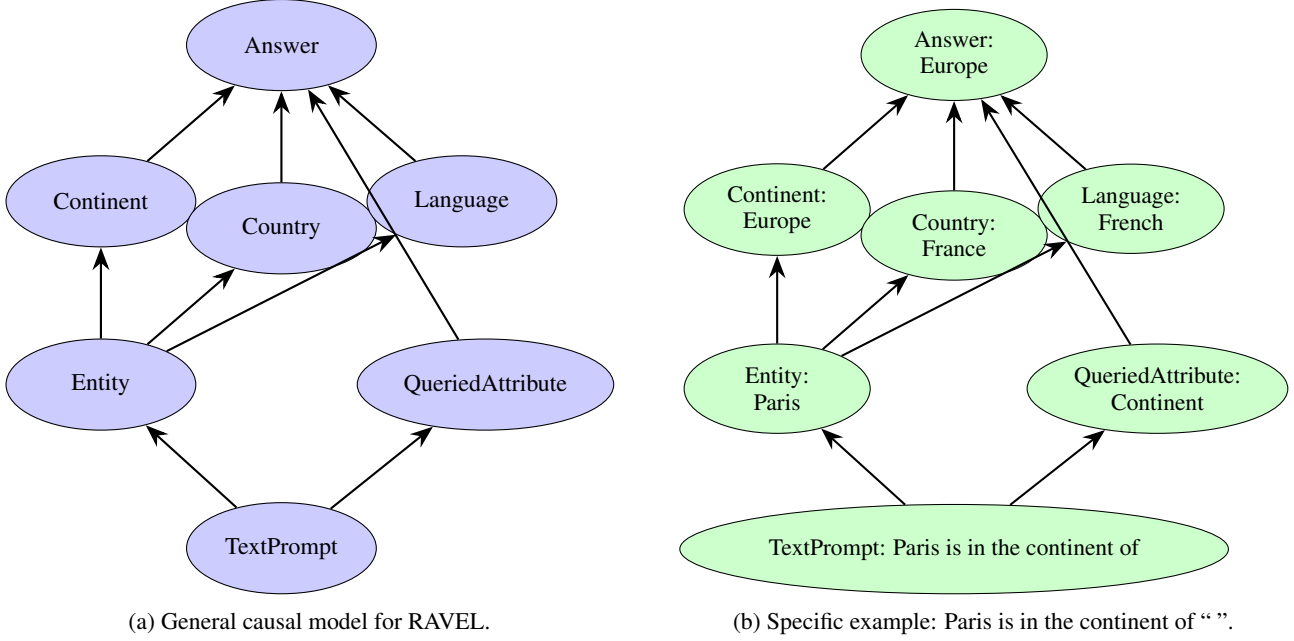 Answer
Continent
Country
Language
Entity
QueriedAttribute
TextPrompt
(a) General causal model for RAVEL.
Answer:
Europe
Continent:
Europe
Country:
France
Language:
French
Entity:
Paris
QueriedAttribute:
Continent
TextPrompt: Paris is in the continent of
(b) Specific example: Paris is in the continent of “ ”.